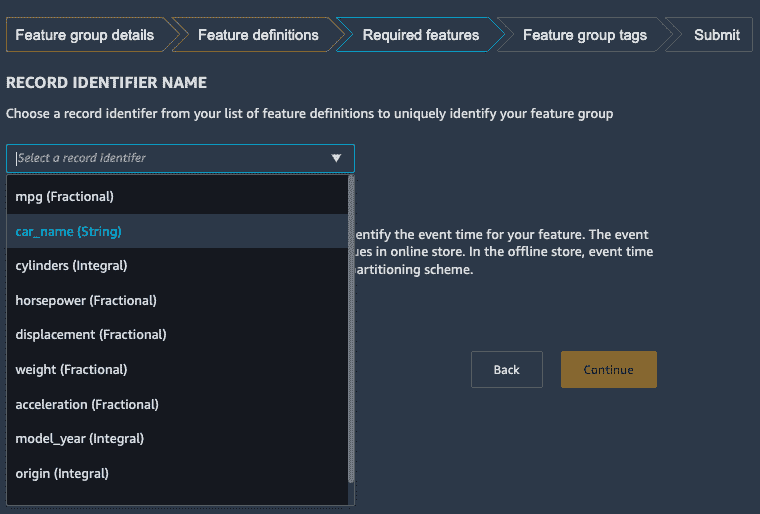 Feature group details
Feature definitions
Required features
Feature group tags
Submit
RECORD IDENTIFIER NAME
Choose a record identifer from your list of feature definitions to uniquely identify your feature group
Select a record identifer
mpg (Fractional)
car_name (String)
entify the event time for your feature. The event
ues in online store. In the offline store, event time
cylinders (Integral)
artitioning scheme.
horsepower (Fractional)
displacement (Fractional)
weight (Fractional)
Back
Continue
acceleration (Fractional)
model_year (Integral)
origin (Integral)